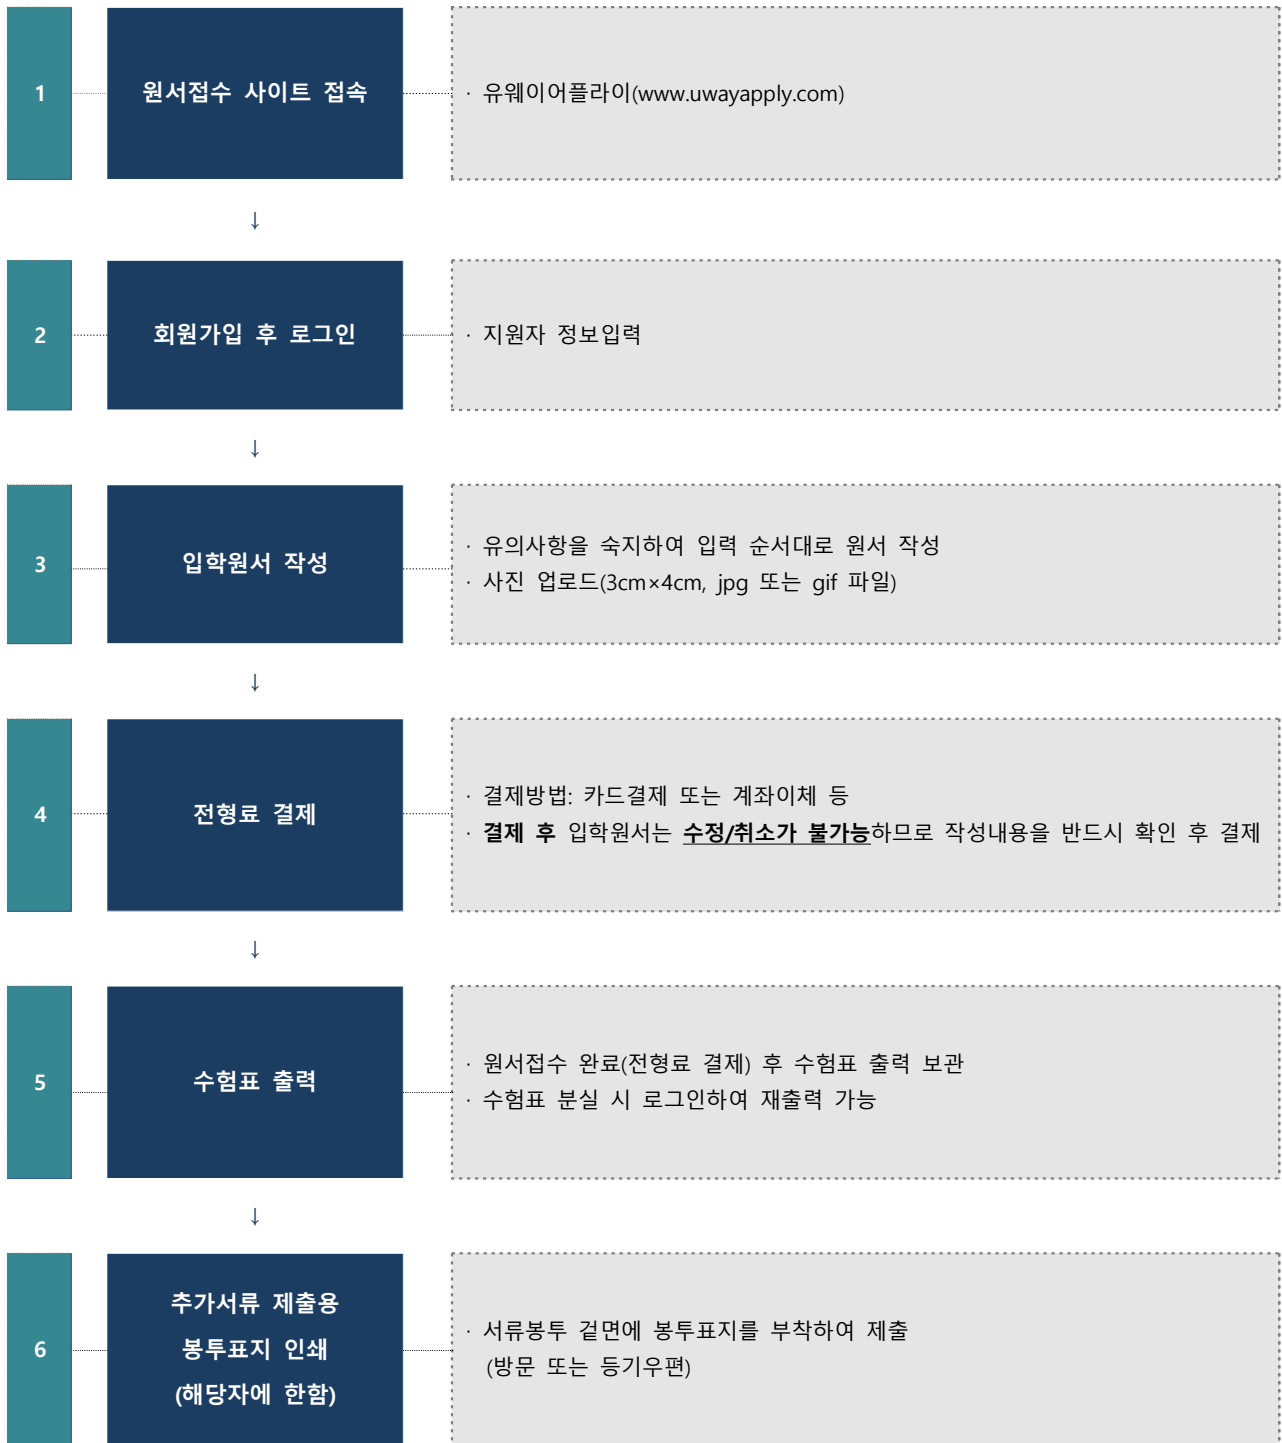 1
원서접수 사이트 접속
· 유웨이어플라이(www.uwayapply.com)
↓
2
회원가입 후 로그인
· 지원자 정보입력
↓
3
입학원서 작성
· 유의사항을 숙지하여 입력 순서대로 원서 작성
· 사진 업로드(3cm×4cm, jpg 또는 gif 파일)
↓
4
전형료 결제
· 결제방법: 카드결제 또는 계좌이체 등
· 결제 후 입학원서는 수정/취소가 불가능하므로 작성내용을 반드시 확인 후 결제
↓
5
수험표 출력
· 원서접수 완료(전형료 결제) 후 수험표 출력 보관
· 수험표 분실 시 로그인하여 재출력 가능
↓
6
추가서류 제출용
봉투표지 인쇄
(해당자에 한함)
· 서류봉투 겉면에 봉투표지를 부착하여 제출
(방문 또는 등기우편)